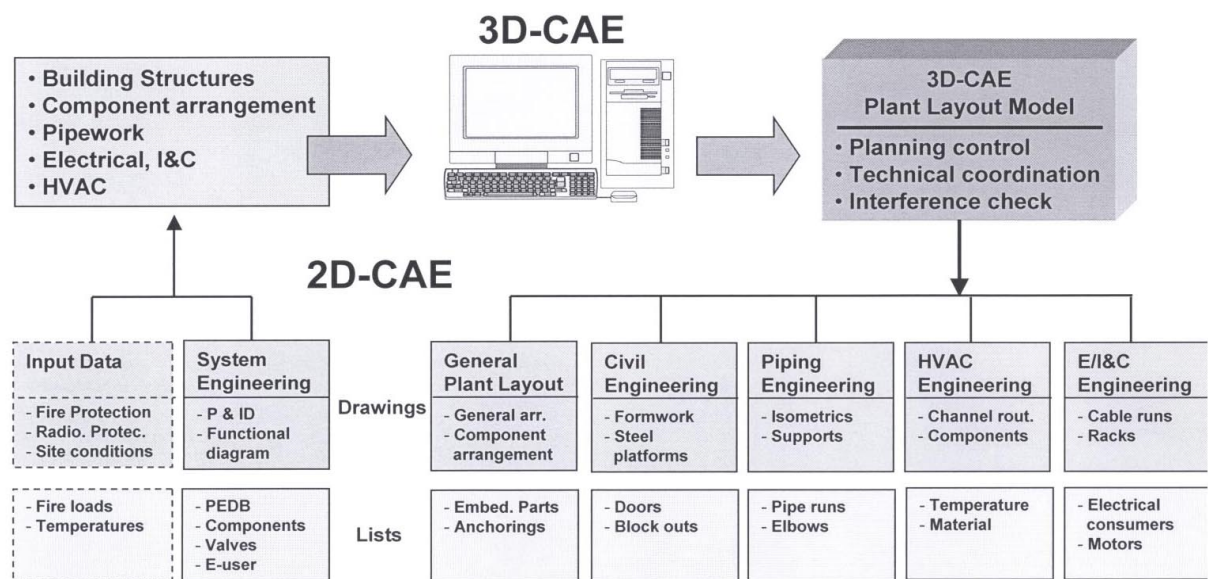 3D-CAE
• Building Structures
• Component arrangement
• Pipework
• Electrical, I&C
• HVAC
3D-CAE
Plant Layout Model
• Planning control
• Technical coordination
• Interference check
2D-CAE
Input Data
- Fire Protection
- Radio. Protec.
- Site conditions
- Fire loads
- Temperatures
System
Engineering
- P & ID
- Functional
diagram
- PEDB
- Components
- Valves
- E-user
Drawings
Lists
General
Plant Layout
- General arr.
- Component
arrangement
- Embed. Parts
- Anchorings
Civil
Engineering
- Formwork
- Steel
platforms
- Doors
- Block outs
Piping
Engineering
- Isometrics
- Supports
- Pipe runs
- Elbows
HVAC
Engineering
- Channel rout.
- Components
- Temperature
- Material
E/I&C
Engineering
- Cable runs
- Racks
- Electrical
consumers
- Motors